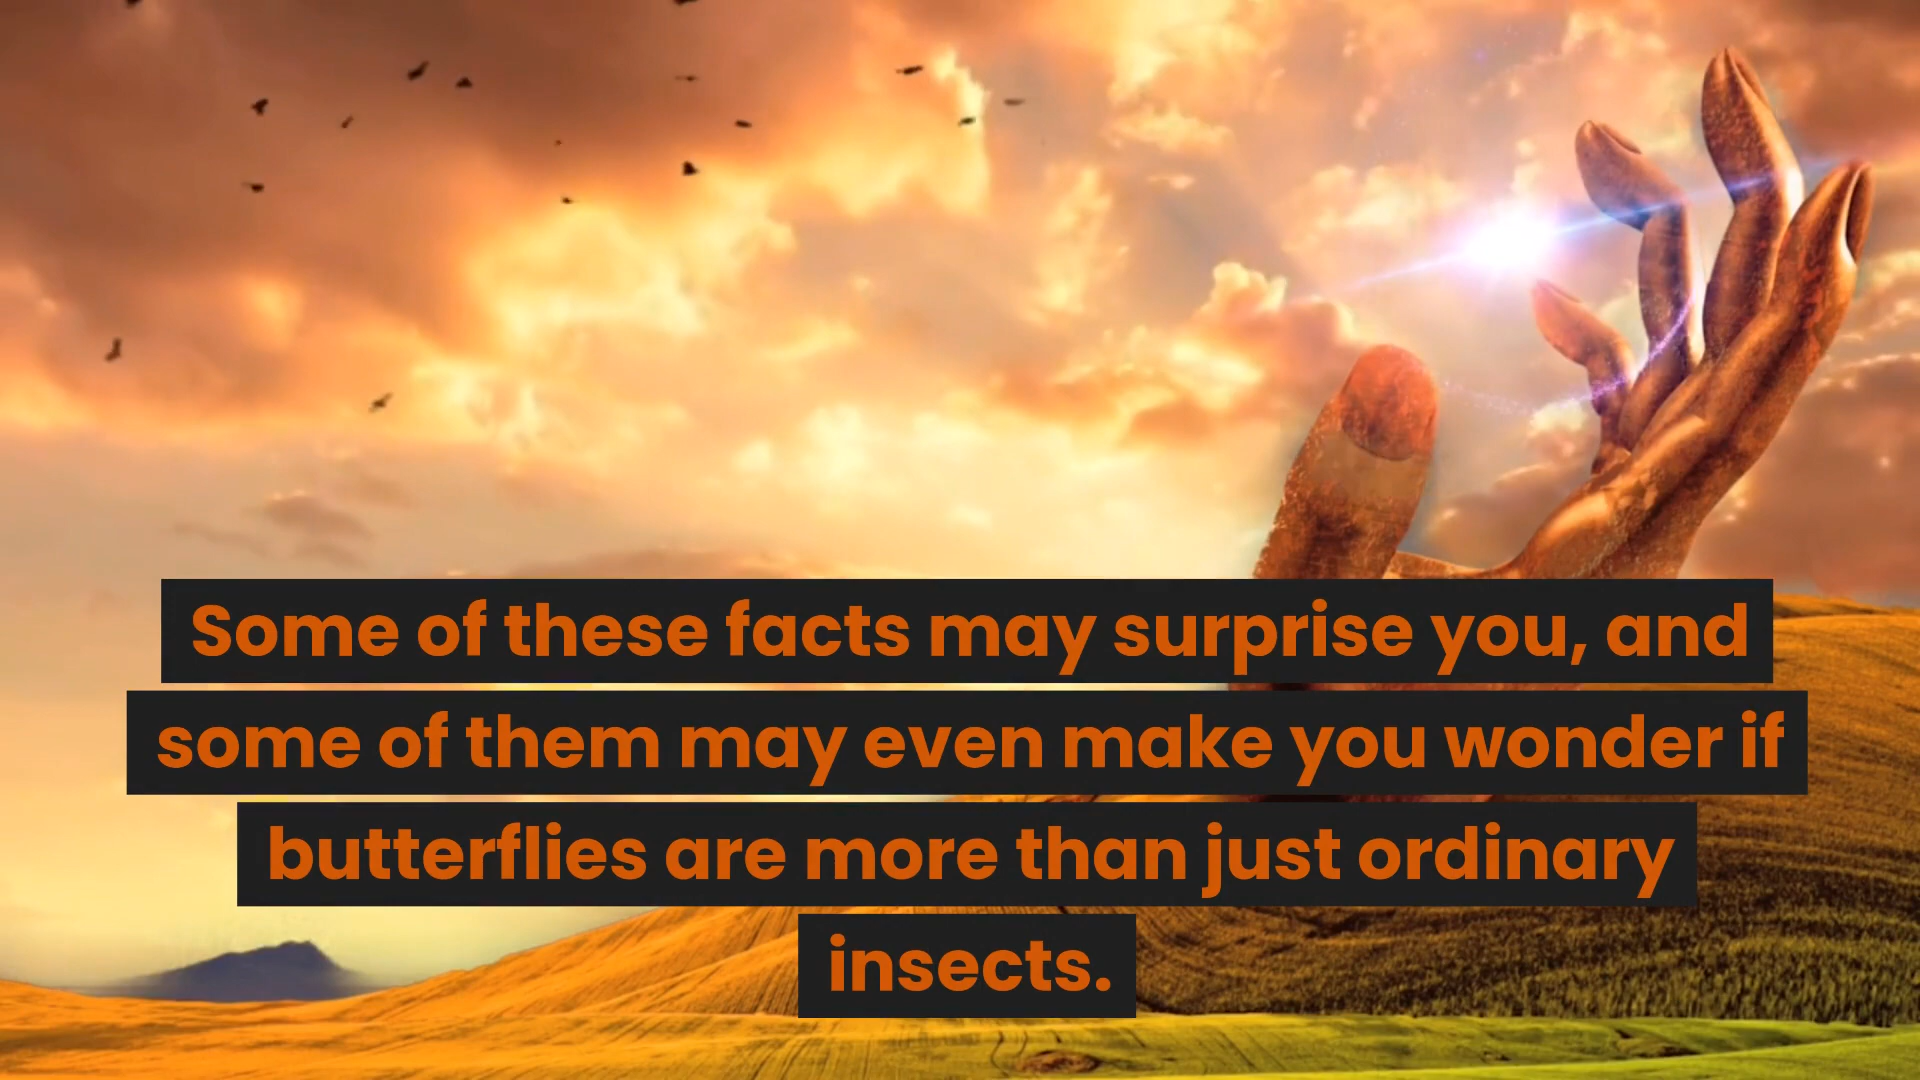 Some of these facts may surprise you, and
some of them may even make you wonder if
butterflies are more than just ordinary
insects.